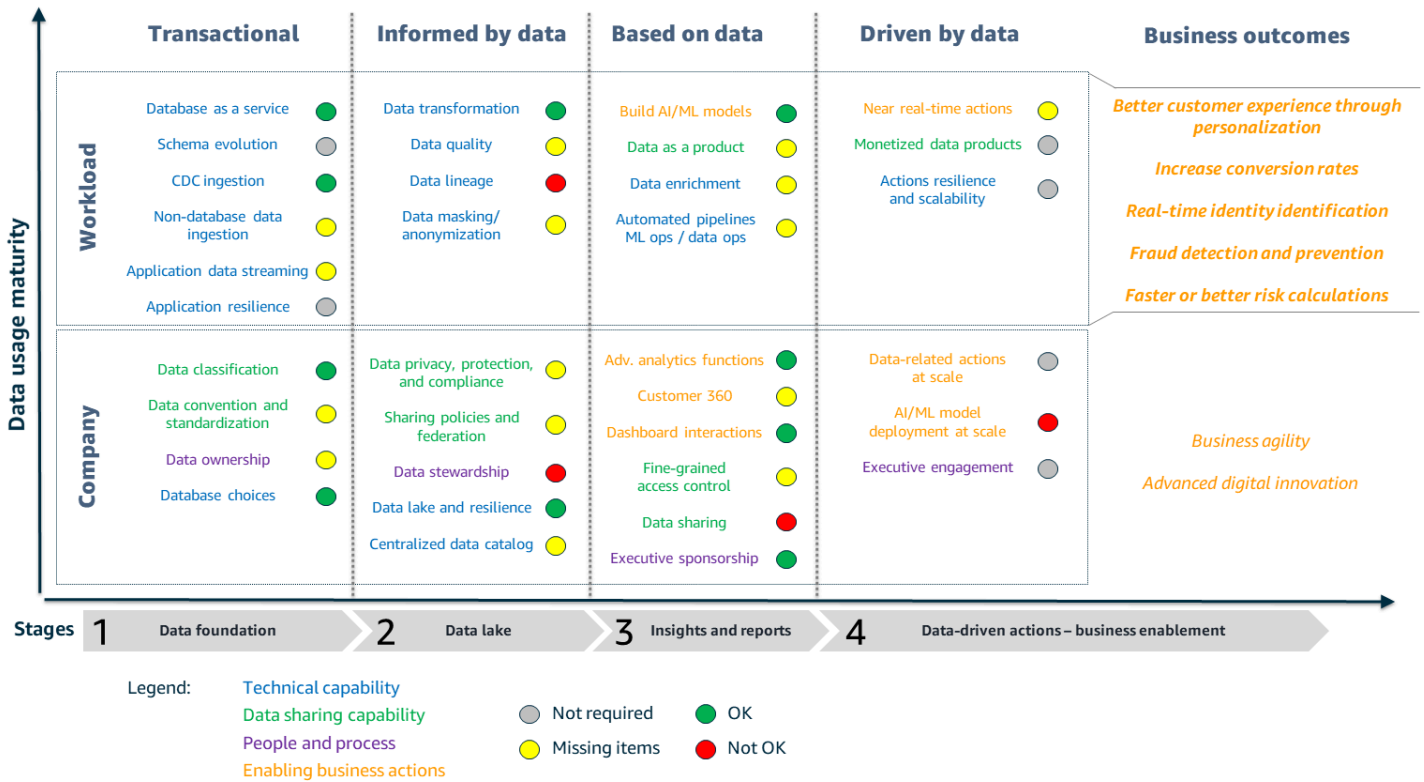 Transactional
Informed by data
Based on data
Driven by data
Business outcomes
Data usage maturity
Workload
Database as a service
Schema evolution
CDC ingestion
Non-database data
ingestion
Application data streaming
Application resilience
Data transformation
Data quality
Data lineage
Data masking/
anonymization
Build AI/ML models
Data as a product
Data enrichment
Automated pipelines
ML ops / data ops
Near real-time actions
Monetized data products
Actions resilience
and scalability
Better customer experience through
personalization
Increase conversion rates
Real-time identity identification
Fraud detection and prevention
Faster or better risk calculations
Company
Data classification
Data convention and
standardization
Data ownership
Database choices
Data privacy, protection,
and compliance
Sharing policies and
federation
Data stewardship
Data lake and resilience
Centralized data catalog
Adv. analytics functions
Customer 360
Dashboard interactions
Fine-grained
access control
Data sharing
Executive sponsorship
Data-related actions
at scale
AI/ML model
deployment at scale
Executive engagement
Business agility
Advanced digital innovation
Stages
1 Data foundation
2 Data lake
3 Insights and reports
4 Data-driven actions – business enablement
Legend:
Technical capability
Data sharing capability
People and process
Enabling business actions
Not required
OK
Missing items
Not OK